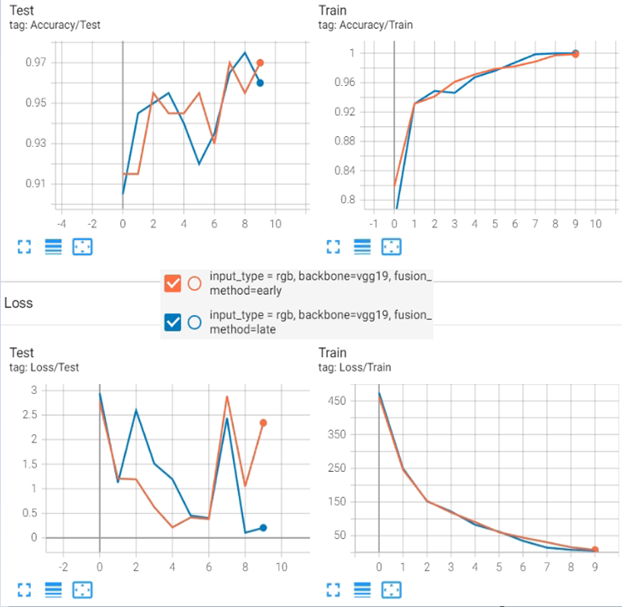 Test
tag: Accuracy/Test
0.97
0.95
0.93
0.91
-4 -2 0 2 4 6 8 10
Train
tag: Accuracy/Train
1
0.96
0.92
0.88
0.84
0.8
-1 0 1 2 3 4 5 6 7 8 9 10
input_type = rgb, backbone=vgg19, fusion_
method=early
input_type = rgb, backbone=vgg19, fusion_
method=late
Loss
Test
tag: Loss/Test
3
2.5
2
1.5
1
0.5
0
-2 0 2 4 6 8 10
Train
tag: Loss/Train
450
350
250
150
50
0 1 2 3 4 5 6 7 8 9